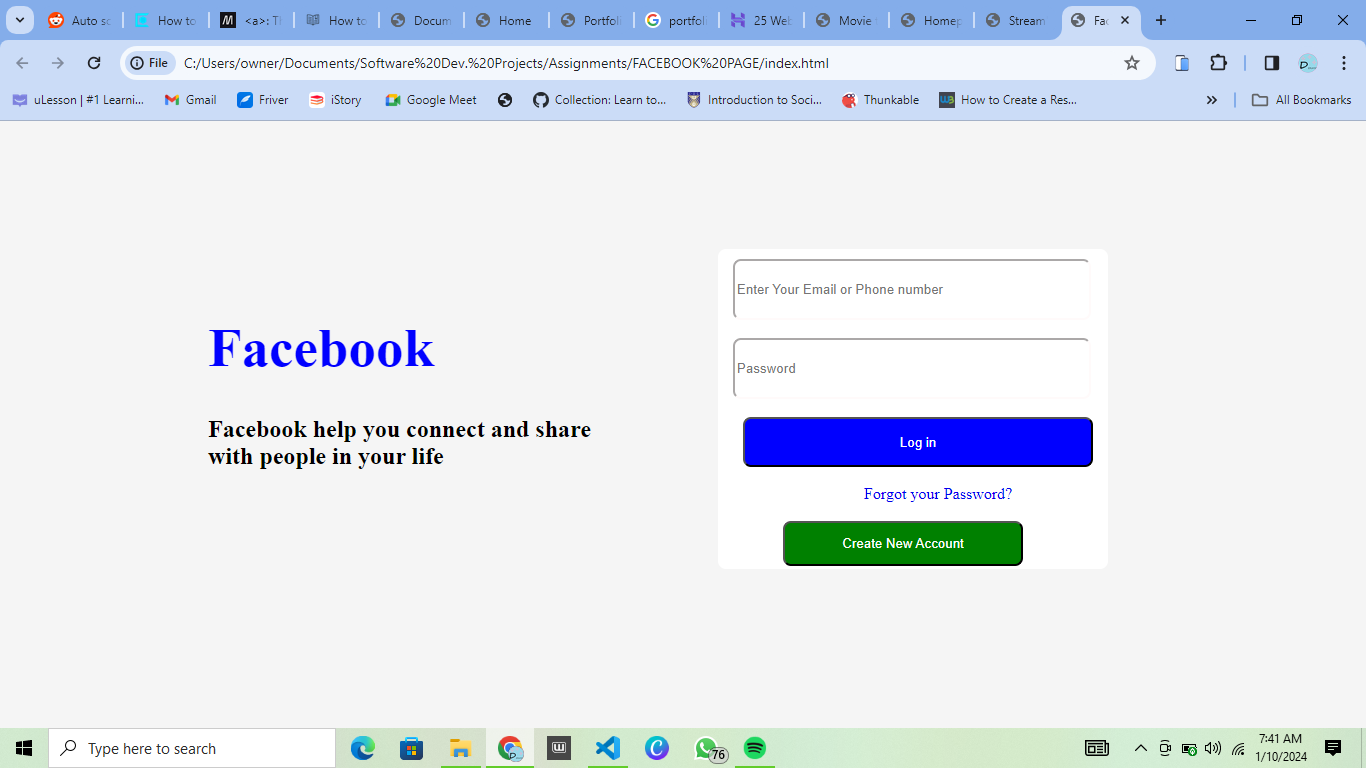 Auto sc
How to
<a>: Th
How to
Docum
Home
Portfoli
portfoli
25 Web
Movie
Homep
Stream
Fac
File
C:/Users/owner/Documents/Software%20Dev.%20Projects/Assignments/FACEBOOK%20PAGE/index.html
uLesson | #1 Learni...
Gmail
Friver
iStory
Google Meet
Collection: Learn to...
Introduction to Soci...
Thunkable
How to Create a Res...
All Bookmarks
Enter Your Email or Phone number
Facebook
Password
Facebook help you connect and share
with people in your life
Log in
Forgot your Password?
Create New Account
Type here to search
76
7:41 AM
1/10/2024